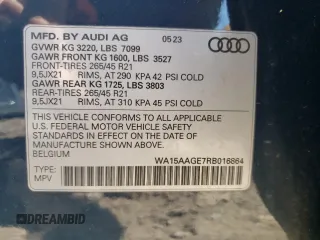 MFD. BY AUDI AG
05 23
GVWR KG 3220, LBS 7099
GAWR FRONT KG 1600, LBS 3527
FRONT-TIRES 265/45 R21
9,5JX21 RIMS, AT 290 KPA 42 PSI COLD
GAWR REAR KG 1725, LBS 3803
REAR-TIRES 265/45 R21
9,5JX21 RIMS, AT 310 KPA 45 PSI COLD
THIS VEHICLE CONFORMS TO ALL APPLICABLE
U.S. FEDERAL MOTOR VEHICLE SAFETY
STANDARDS IN EFFECT ON THE DATE OF
MANUFACTURE SHOWN ABOVE.
BELGIUM
WA15AAGE7RB016864
TYPE:
MPV
DREAMBID